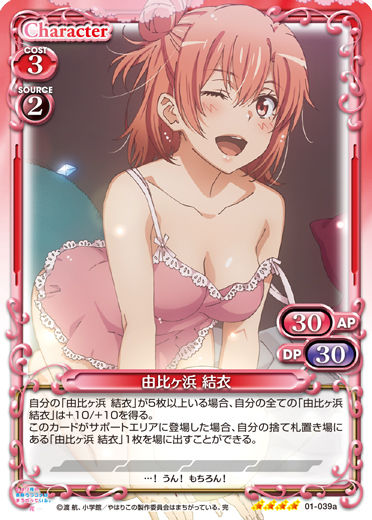 Character
COST
3
SOURCE
2
30 AP
DP 30
由比ヶ浜 結衣
自分の「由比ヶ浜 結衣」が5枚以上いる場合、自分の全ての「由比ヶ浜
結衣」は+10/+10を得る。
このカードがサポートエリアに登場した場合、自分の捨て札置き場に
ある「由比ヶ浜 結衣」1枚を場に出すことができる。
…！ うん！ もちろん！
©渡 航、小学館／やはりこの製作委員会はまちがっている。完
01-039a